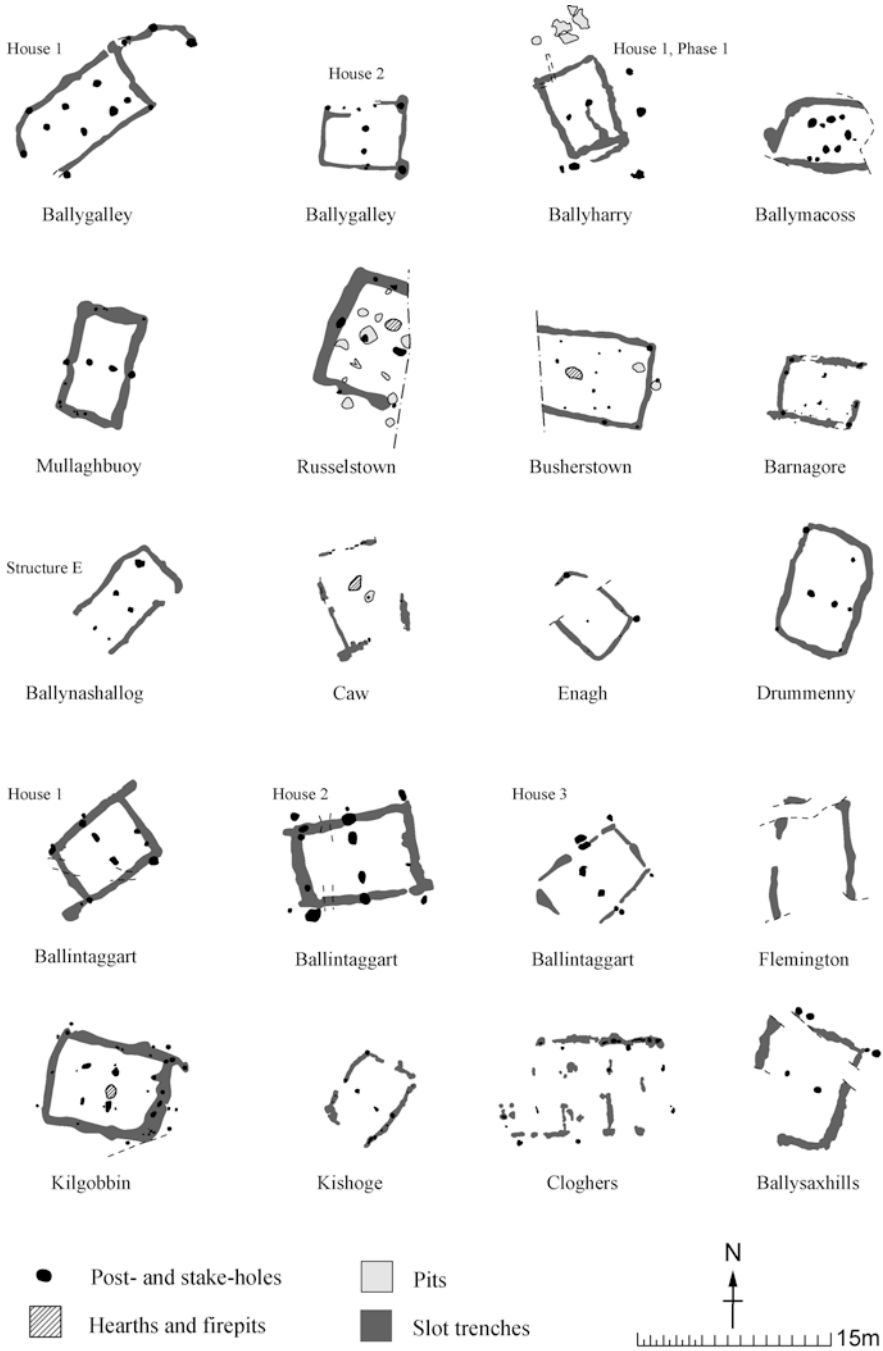 House 1
House 2
House 1, Phase 1
Ballygalley
Ballygalley
Ballyharry
Ballymacoss
Mullaghbuoy
Russelstown
Busherstown
Barnagore
Structure E
Ballynashallog
Caw
Enagh
Drummenny
House 1
House 2
House 3
Ballintaggart
Ballintaggart
Ballintaggart
Flemington
Kilgobbin
Kishoge
Cloghers
Ballysaxhills
Post- and stake-holes
Pits
Hearths and firepits
Slot trenches
N
15m